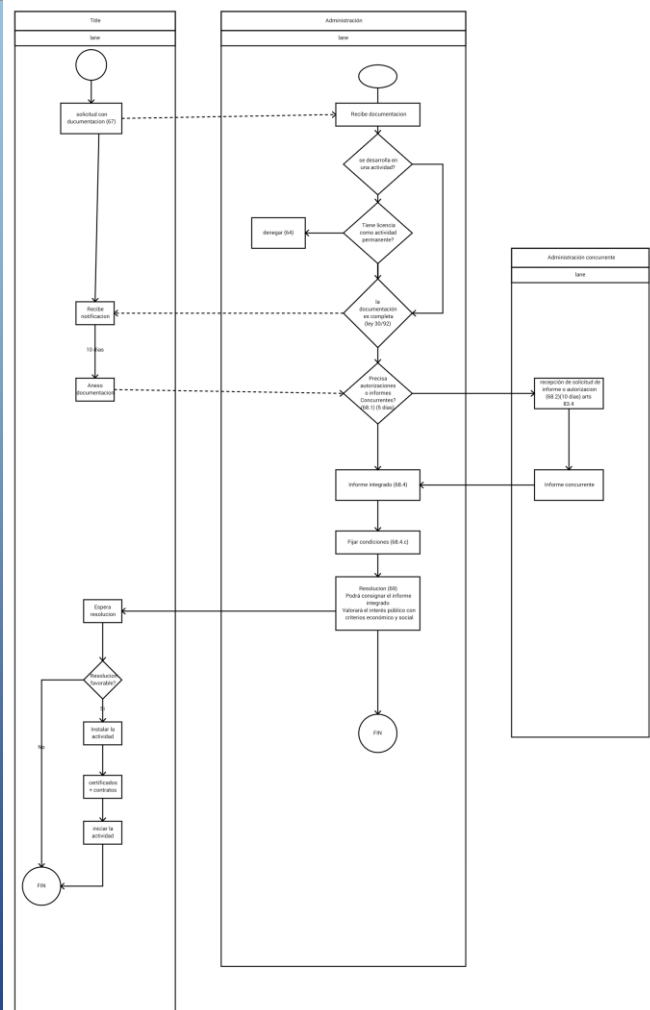 Title
lane
solicitud con
documentacion (67)
Recibe
notificacion
10 dias
Anexo
documentacion
Espera
resolucion
Resolucion
favorable?
Si
No
Instalar la
actividad
certificados
+ contratos
iniciar la
actividad
FIN
Administración
lane
Recibe documentacion
se desarrolla en
una actividad?
Tiene licencia
como actividad
permanente?
denegar (64)
la
documentación
es completa
(ley 30/92)
Precisa
autorizaciones
o informes
Concurrentes?
(68.1) (5 dias)
Informe integrado (68.4)
Fijar condiciones (68.4.c)
Resolucion (69)
Podrá consignar el informe
integrado
Valorará el interés público con
criterios económico y social
FIN
Administración concurrente
lane
recepción de solicitud de
informe o autorizacion
(68.2)(10 dias) arts
83.4
Informe concurrente